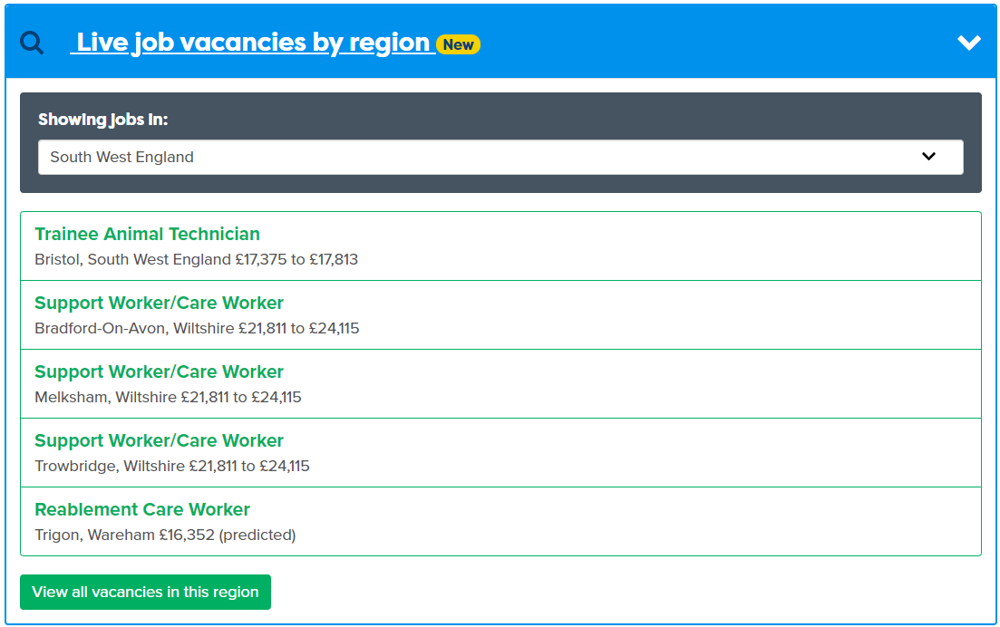 Live job vacancies by region New
Showing jobs in:
South West England
Trainee Animal Technician
Bristol, South West England £17,375 to £17,813
Support Worker/Care Worker
Bradford-On-Avon, Wiltshire £21,811 to £24,115
Support Worker/Care Worker
Melksham, Wiltshire £21,811 to £24,115
Support Worker/Care Worker
Trowbridge, Wiltshire £21,811 to £24,115
Reablement Care Worker
Trigon, Wareham £16,352 (predicted)
View all vacancies in this region